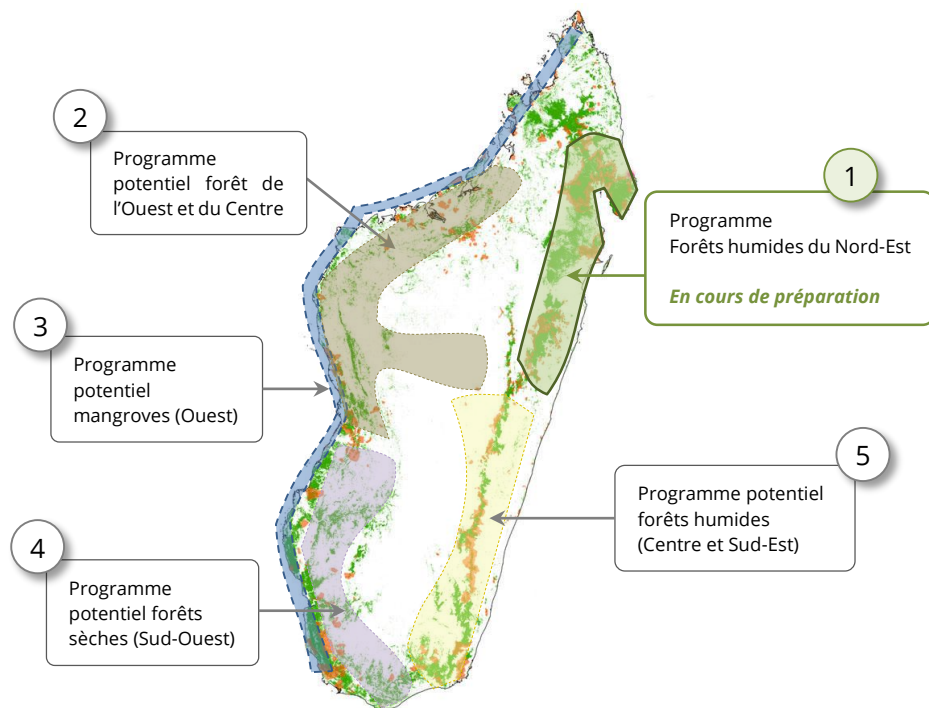 1
Programme
Forêts humides du Nord-Est
En cours de préparation
2
Programme
potentiel forêt de
l’Ouest et du Centre
3
Programme
potentiel
mangroves (Ouest)
4
Programme
potentiel forêts
sèches (Sud-Ouest)
5
Programme potentiel
forêts humides
(Centre et Sud-Est)